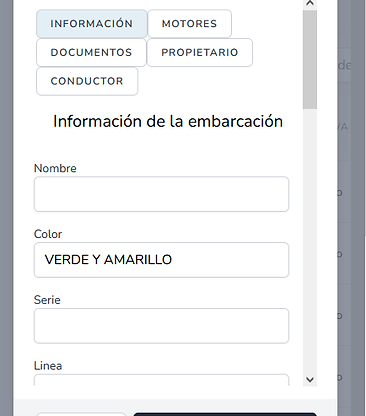 INFORMACIÓN MOTORES
DOCUMENTOS PROPIETARIO
CONDUCTOR
Información de la embarcación
Nombre
Color
VERDE Y AMARILLO
Serie
Linea